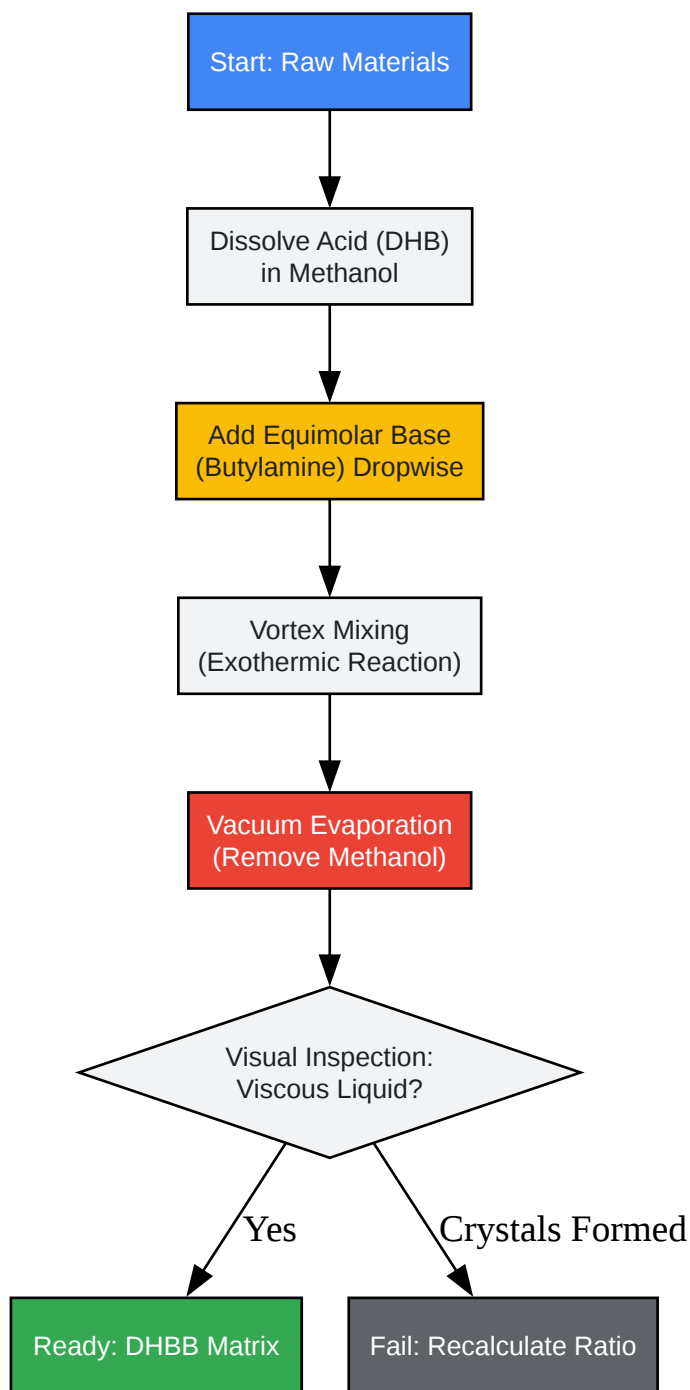 Start: Raw Materials
Dissolve Acid (DHB)
in Methanol
Add Equimolar Base
(Butylamine) Dropwise
Vortex Mixing
(Exothermic Reaction)
Vacuum Evaporation
(Remove Methanol)
Visual Inspection:
Viscous Liquid?
Yes
Crystals Formed
Ready: DHBB Matrix
Fail: Recalculate Ratio